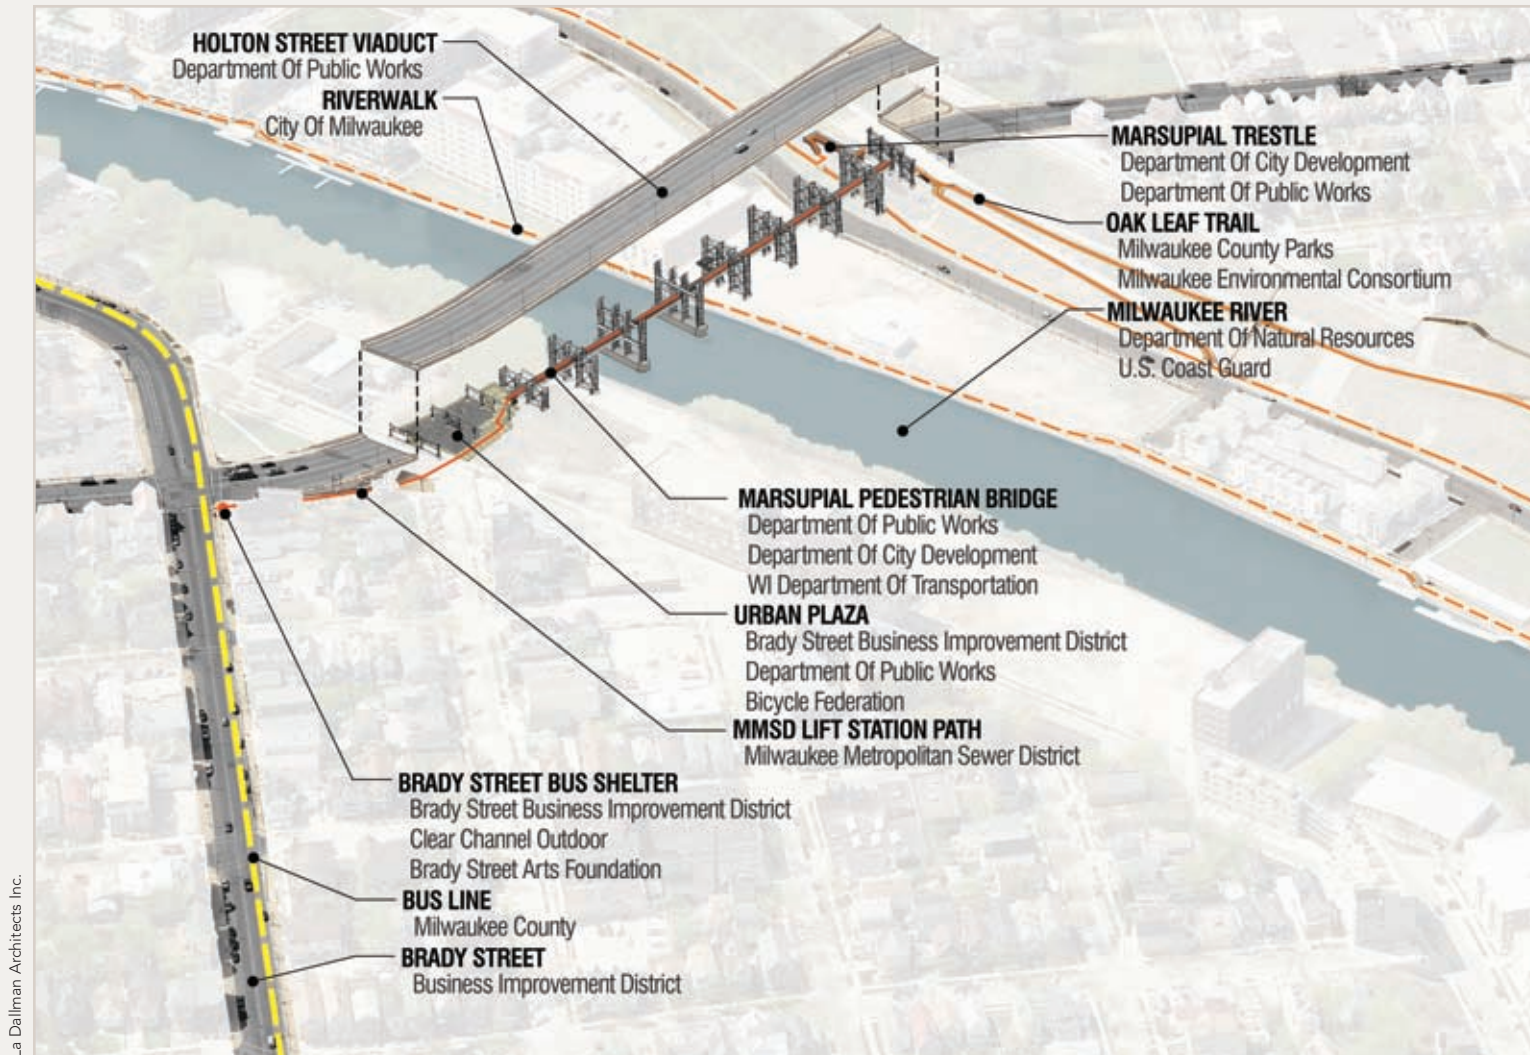 HOLTON STREET VIADUCT
Department Of Public Works
RIVERWALK
City Of Milwaukee
MARSUPIAL TRESTLE
Department Of City Development
Department Of Public Works
OAK LEAF TRAIL
Milwaukee County Parks
Milwaukee Environmental Consortium
MILWAUKEE RIVER
Department Of Natural Resources
U.S. Coast Guard
MARSUPIAL PEDESTRIAN BRIDGE
Department Of Public Works
Department Of City Development
WI Department Of Transportation
URBAN PLAZA
Brady Street Business Improvement District
Department Of Public Works
Bicycle Federation
MMSD LIFT STATION PATH
Milwaukee Metropolitan Sewer District
BRADY STREET BUS SHELTER
Brady Street Business Improvement District
Clear Channel Outdoor
Brady Street Arts Foundation
BUS LINE
Milwaukee County
BRADY STREET
Business Improvement District
La Dallman Architects Inc.